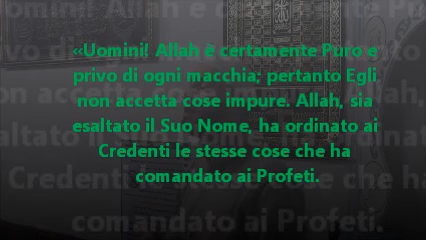 «Uomini! Allah è certamente Puro e
privo di ogni macchia; pertanto Egli
non accetta cose impure. Allah, sia
esaltato il Suo Nome, ha ordinato ai
Credenti le stesse cose che ha
comandato ai Profeti.